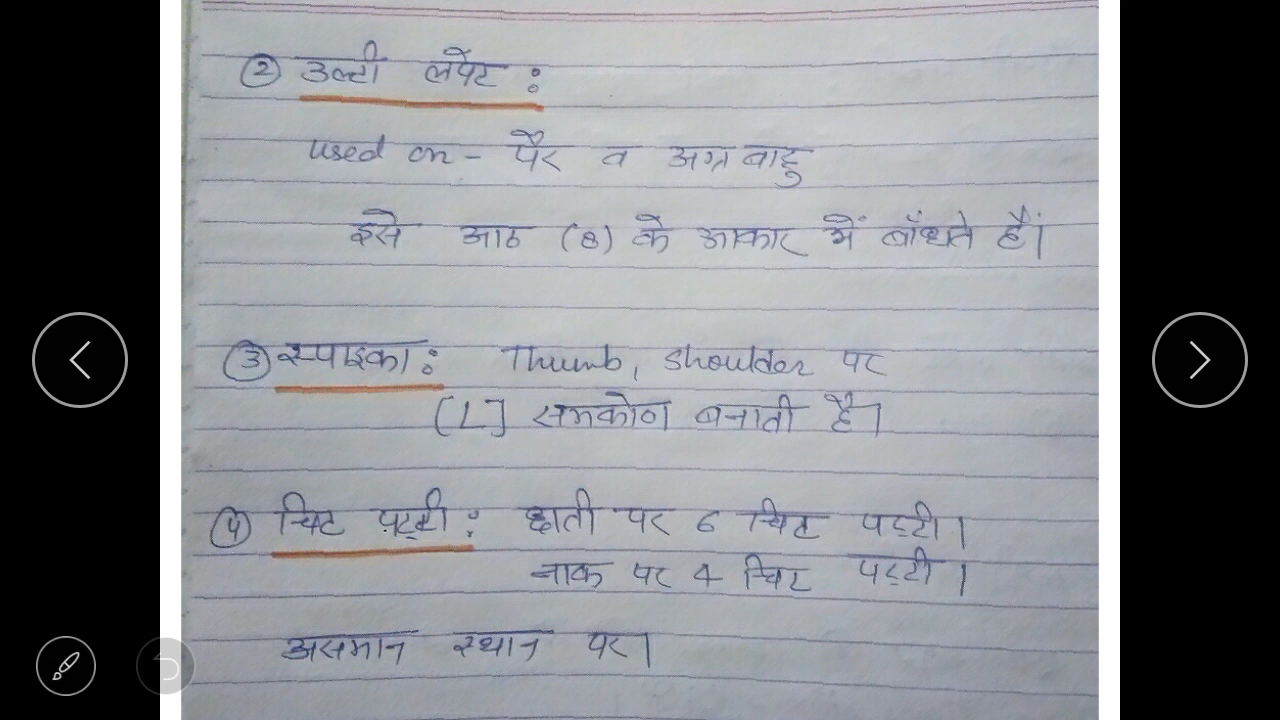 ② उल्टी लपेट :
used on - पैर व अग्र बाहु
इसे आठ (8) के आकार में बाँधते हैं।
③ स्पाइका : Thumb, shoulder पर
[L] समकोण बनाती है।
④ चिट पट्टी : छाती पर 6 चिट पट्टी।
नाक पर 4 चिट पट्टी।
असमान स्थान पर।